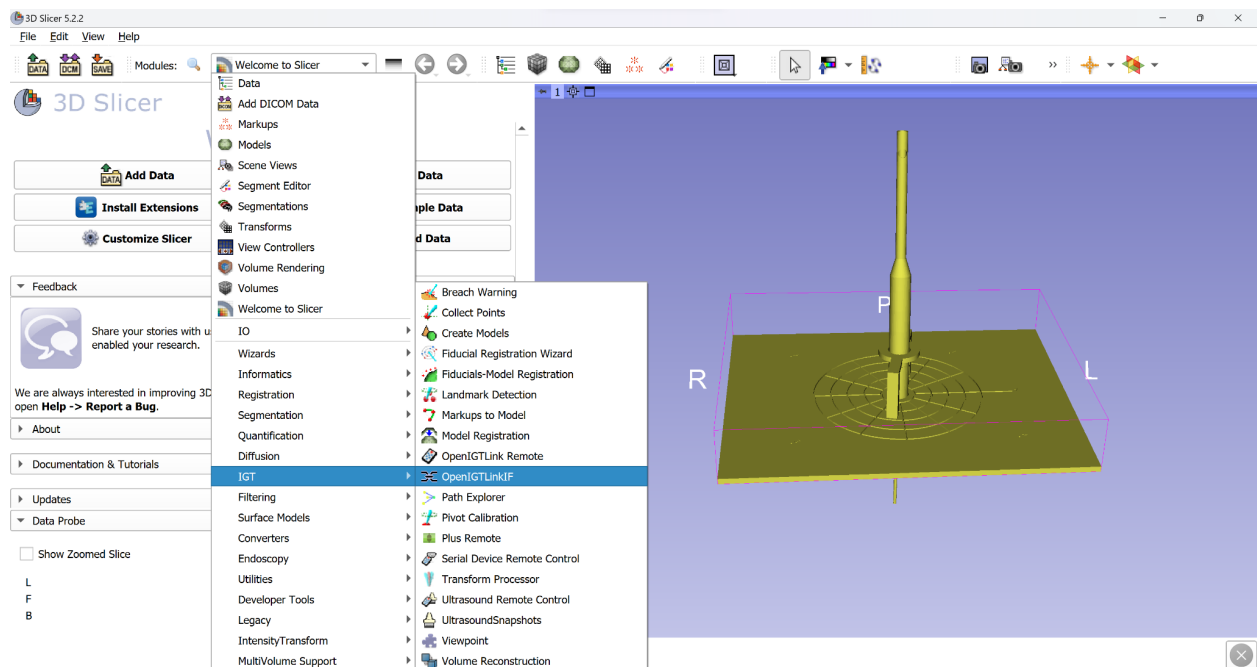 3D Slicer 5.2.2
File Edit View Help
DATA DCM SAVE Modules: Welcome to Slicer
3D Slicer
1
Data
Add DICOM Data
Markups
Models
Scene Views
Segment Editor
Segmentations
Transforms
View Controllers
Volume Rendering
Volumes
Welcome to Slicer
IO
Wizards
Informatics
Registration
Segmentation
Quantification
Diffusion
IGT
Filtering
Surface Models
Converters
Endoscopy
Utilities
Developer Tools
Legacy
IntensityTransform
MultiVolume Support
Breach Warning
Collect Points
Create Models
Fiducial Registration Wizard
Fiducials-Model Registration
Landmark Detection
Markups to Model
Model Registration
OpenIGTLink Remote
OpenIGTLinkIF
Path Explorer
Pivot Calibration
Plus Remote
Serial Device Remote Control
Transform Processor
Ultrasound Remote Control
UltrasoundSnapshots
Viewpoint
Volume Reconstruction
Add Data
Data
Install Extensions
ple Data
Customize Slicer
d Data
Feedback
Share your stories with u
enabled your research.
We are always interested in improving 3D
open Help -> Report a Bug.
About
Documentation & Tutorials
Updates
Data Probe
Show Zoomed Slice
L
F
B
P
R
L